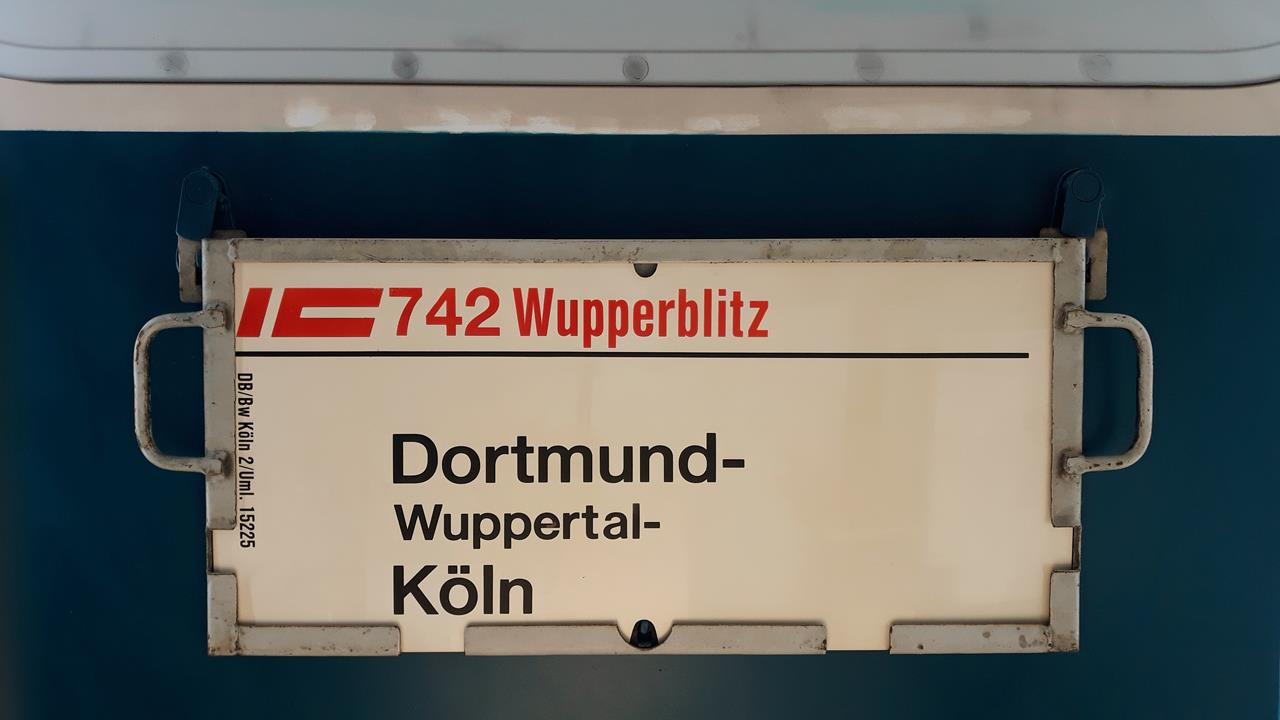 IC 742 Wupperblitz
DB/Bw Köln 2/Uml. 15225
Dortmund-
Wuppertal-
Köln